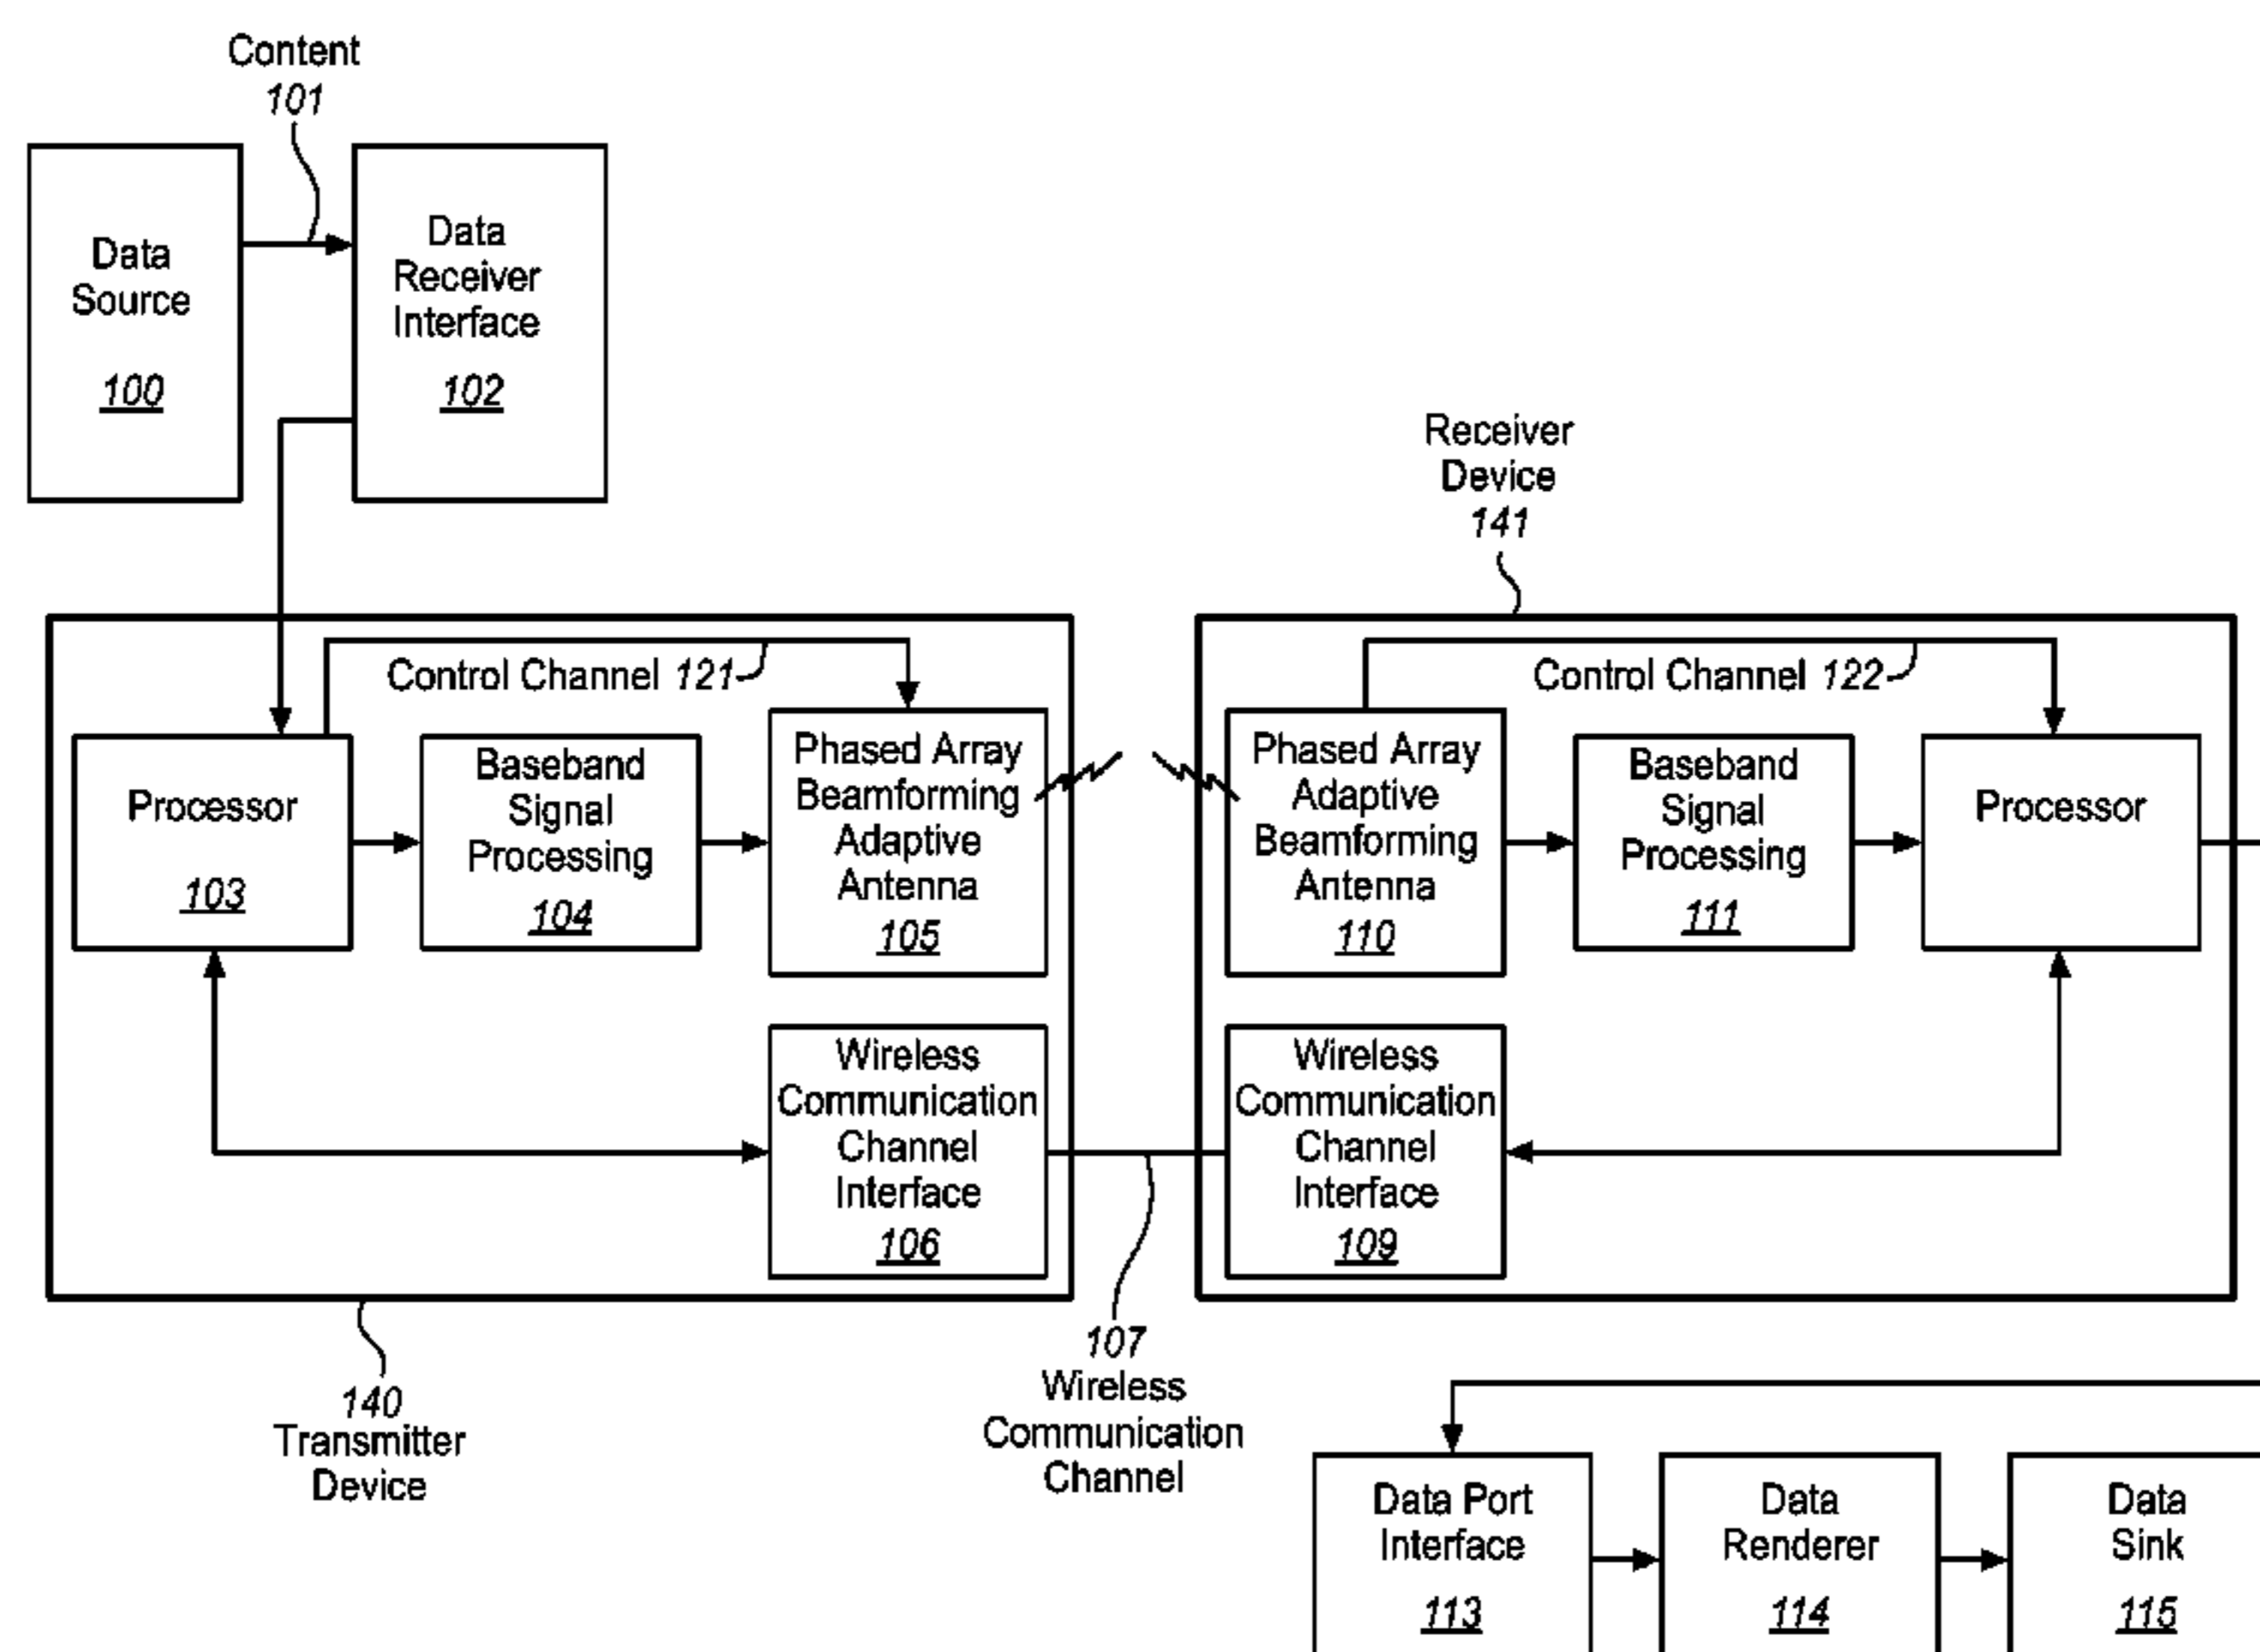 Content
101
Data
Source
100
Data
Receiver
Interface
102
Receiver
Device
141
Control Channel 121
Control Channel 122
Processor
103
Baseband
Signal
Processing
104
Phased Array
Beamforming
Adaptive
Antenna
105
Phased Array
Adaptive
Beamforming
Antenna
110
Baseband
Signal
Processing
111
Processor
Wireless
Communication
Channel
Interface
106
Wireless
Communication
Channel
Interface
109
140
Transmitter
Device
107
Wireless
Communication
Channel
Data Port
Interface
113
Data
Renderer
114
Data
Sink
115